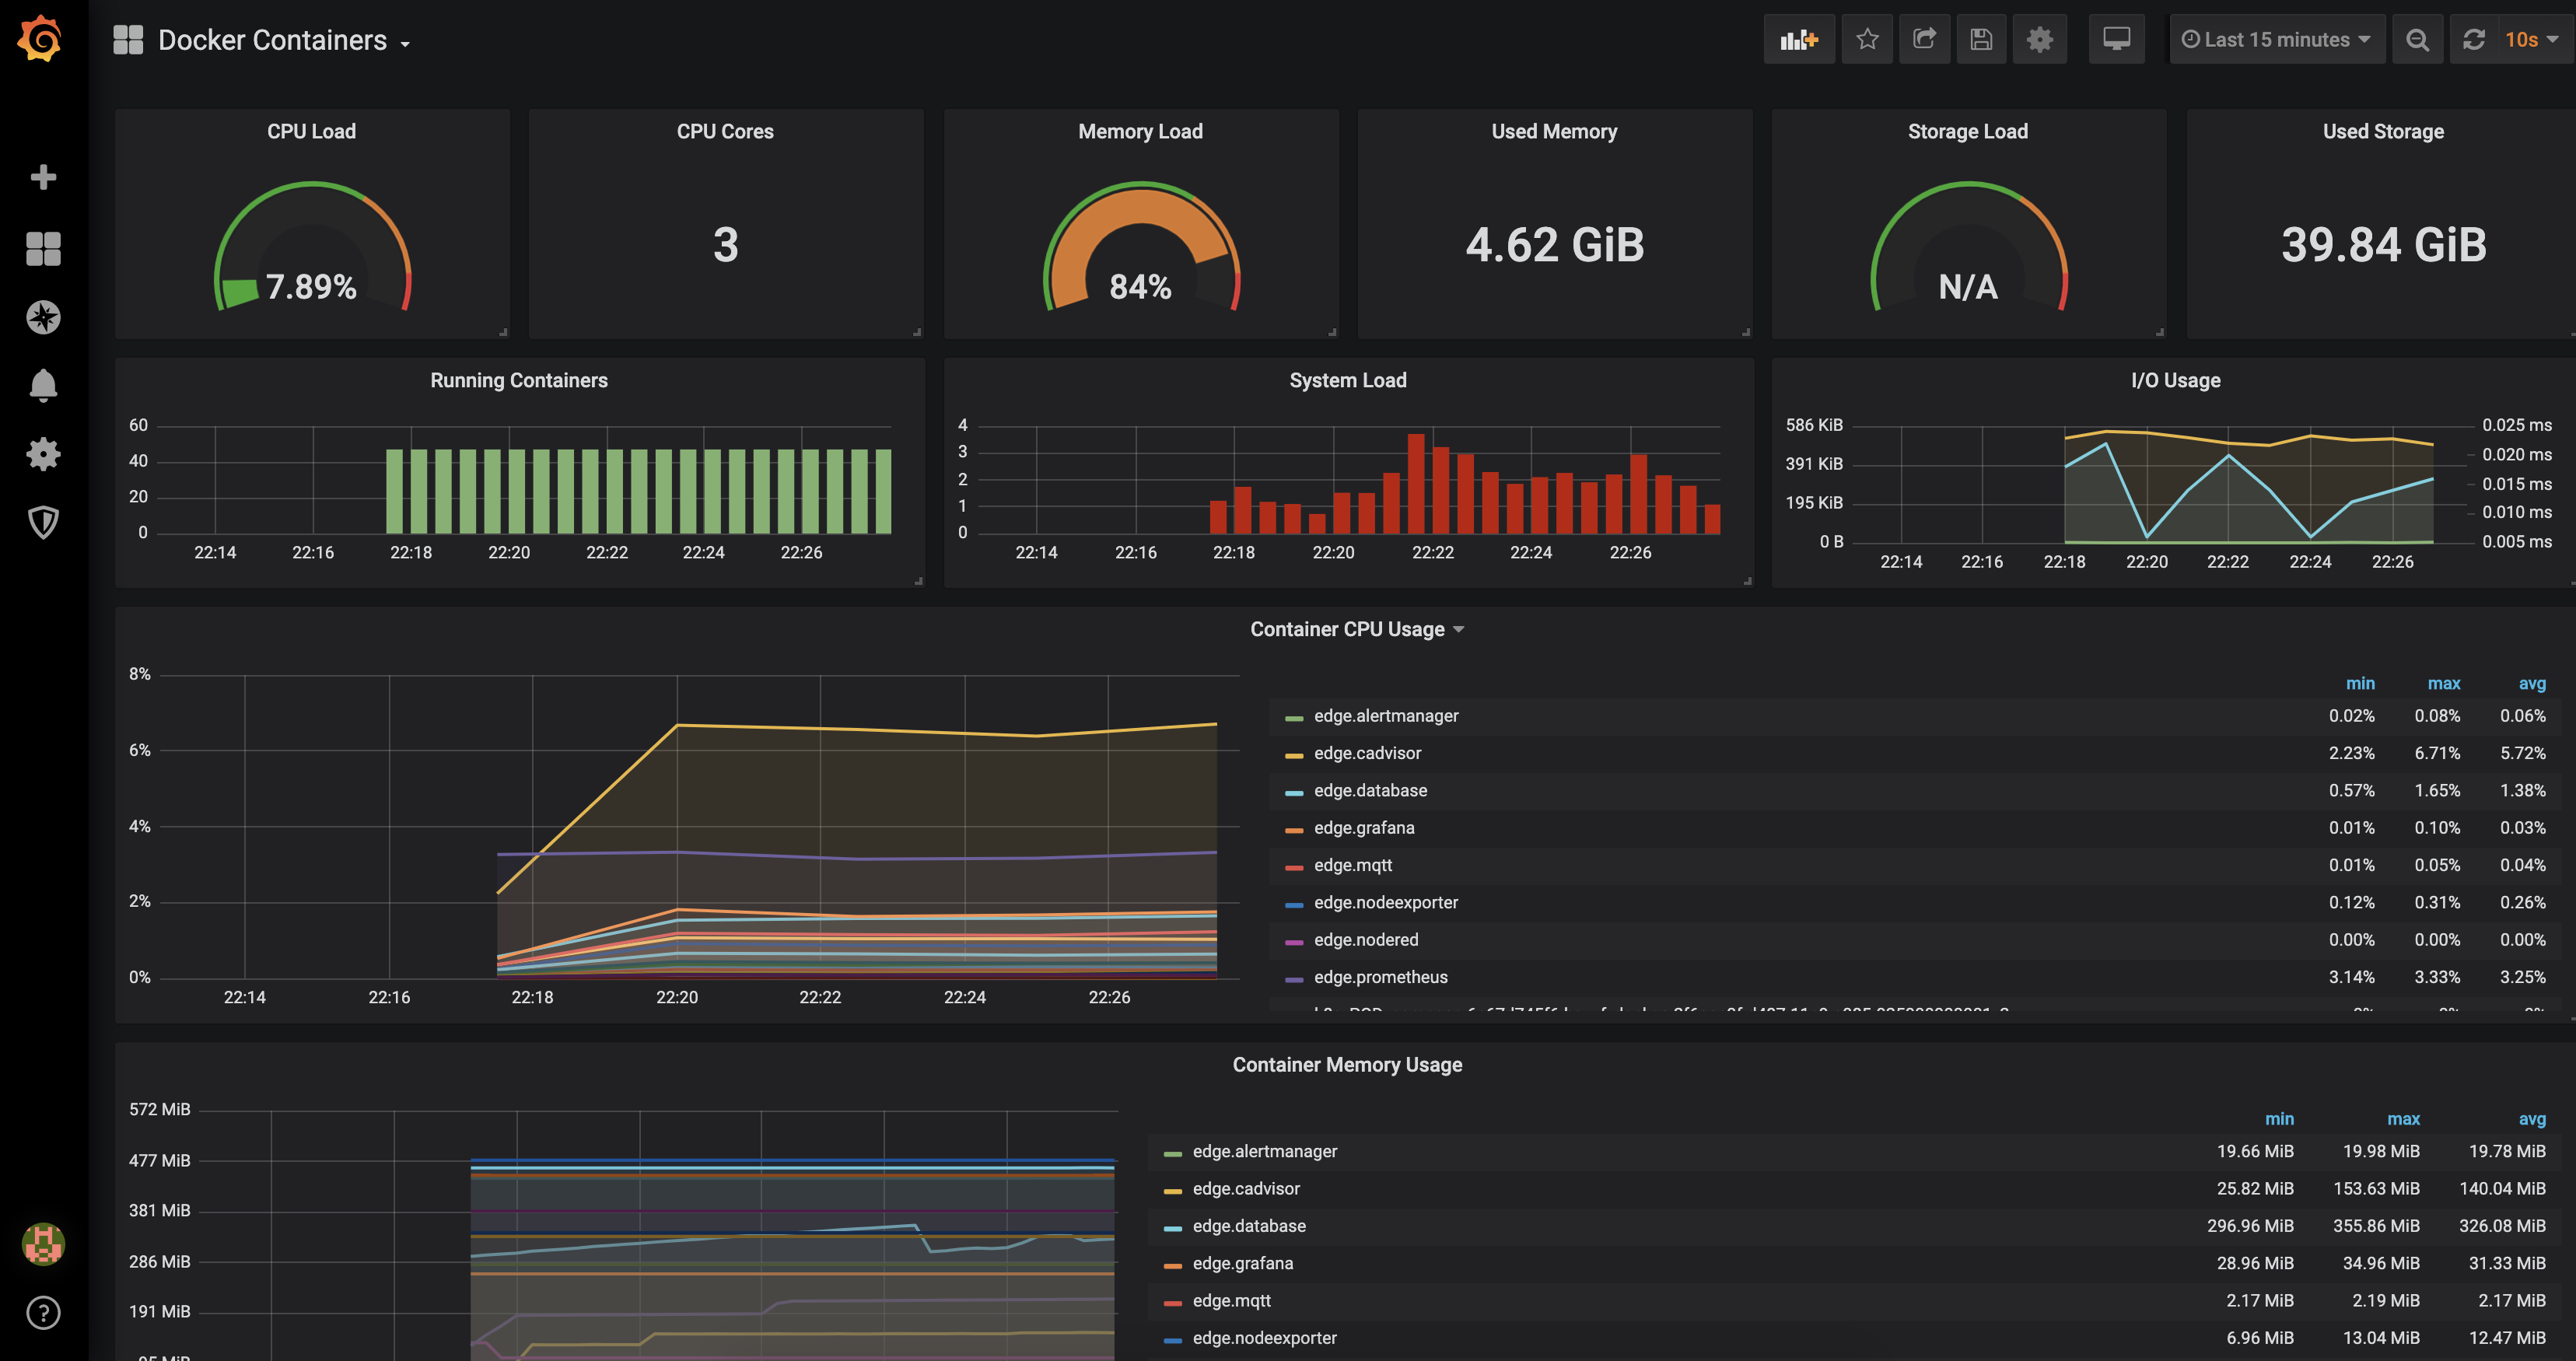 Docker Containers
Last 15 minutes
10s
CPU Load
CPU Cores
Memory Load
Used Memory
Storage Load
Used Storage
7.89%
3
84%
4.62 GiB
N/A
39.84 GiB
Running Containers
60
40
20
0
22:14 22:16 22:18 22:20 22:22 22:24 22:26
System Load
4
3
2
1
0
22:14 22:16 22:18 22:20 22:22 22:24 22:26
I/O Usage
586 KiB 0.025 ms
0.020 ms
391 KiB
0.015 ms
195 KiB
0.010 ms
0 B 0.005 ms
22:14 22:16 22:18 22:20 22:22 22:24 22:26
Container CPU Usage
8%
6%
4%
2%
0%
22:14 22:16 22:18 22:20 22:22 22:24 22:26
min max avg
edge.alertmanager 0.02% 0.08% 0.06%
edge.cadvisor 2.23% 6.71% 5.72%
edge.database 0.57% 1.65% 1.38%
edge.grafana 0.01% 0.10% 0.03%
edge.mqtt 0.01% 0.05% 0.04%
edge.nodeexporter 0.12% 0.31% 0.26%
edge.nodered 0.00% 0.00% 0.00%
edge.prometheus 3.14% 3.33% 3.25%
Container Memory Usage
572 MiB
477 MiB
381 MiB
286 MiB
191 MiB
min max avg
edge.alertmanager 19.66 MiB 19.98 MiB 19.78 MiB
edge.cadvisor 25.82 MiB 153.63 MiB 140.04 MiB
edge.database 296.96 MiB 355.86 MiB 326.08 MiB
edge.grafana 28.96 MiB 34.96 MiB 31.33 MiB
edge.mqtt 2.17 MiB 2.19 MiB 2.17 MiB
edge.nodeexporter 6.96 MiB 13.04 MiB 12.47 MiB